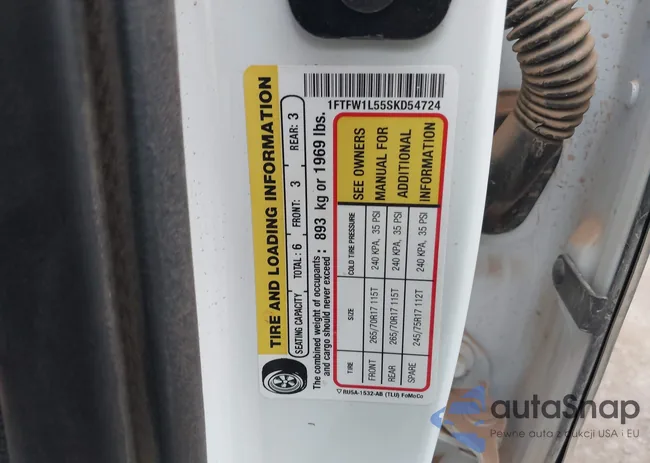 1FTFW1L55SKD54724
TIRE AND LOADING INFORMATION
SEATING CAPACITY TOTAL: 6 FRONT: 3 REAR: 3
The combined weight of occupants
and cargo should never exceed: 893 kg or 1969 lbs.
TIRE SIZE COLD TIRE PRESSURE
FRONT 265/70R17 115T 240 KPA, 35 PSI
REAR 265/70R17 115T 240 KPA, 35 PSI
SPARE 245/75R17 112T 240 KPA, 35 PSI
SEE OWNERS
MANUAL FOR
ADDITIONAL
INFORMATION
RU5A-1532-AB (TLU) FoMoCo
autaSnap
Pewne auta z aukcji USA i EU